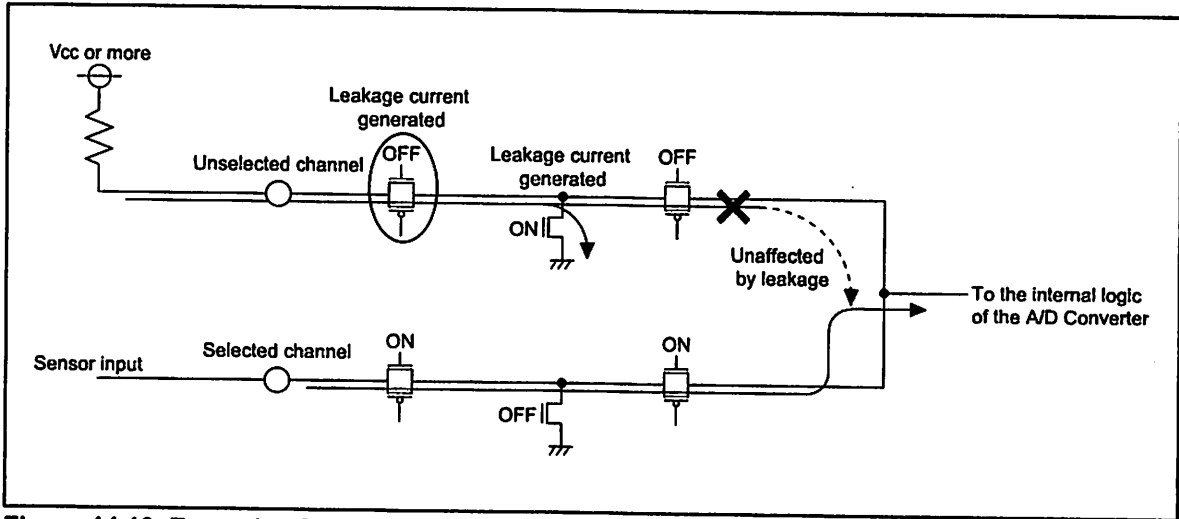 Vcc or more
Leakage current
generated
OFF
Unselected channel
Leakage current
generated
OFF
ON
Unaffected
by leakage
To the internal logic
of the A/D Converter
Sensor input
Selected channel
ON
ON
OFF